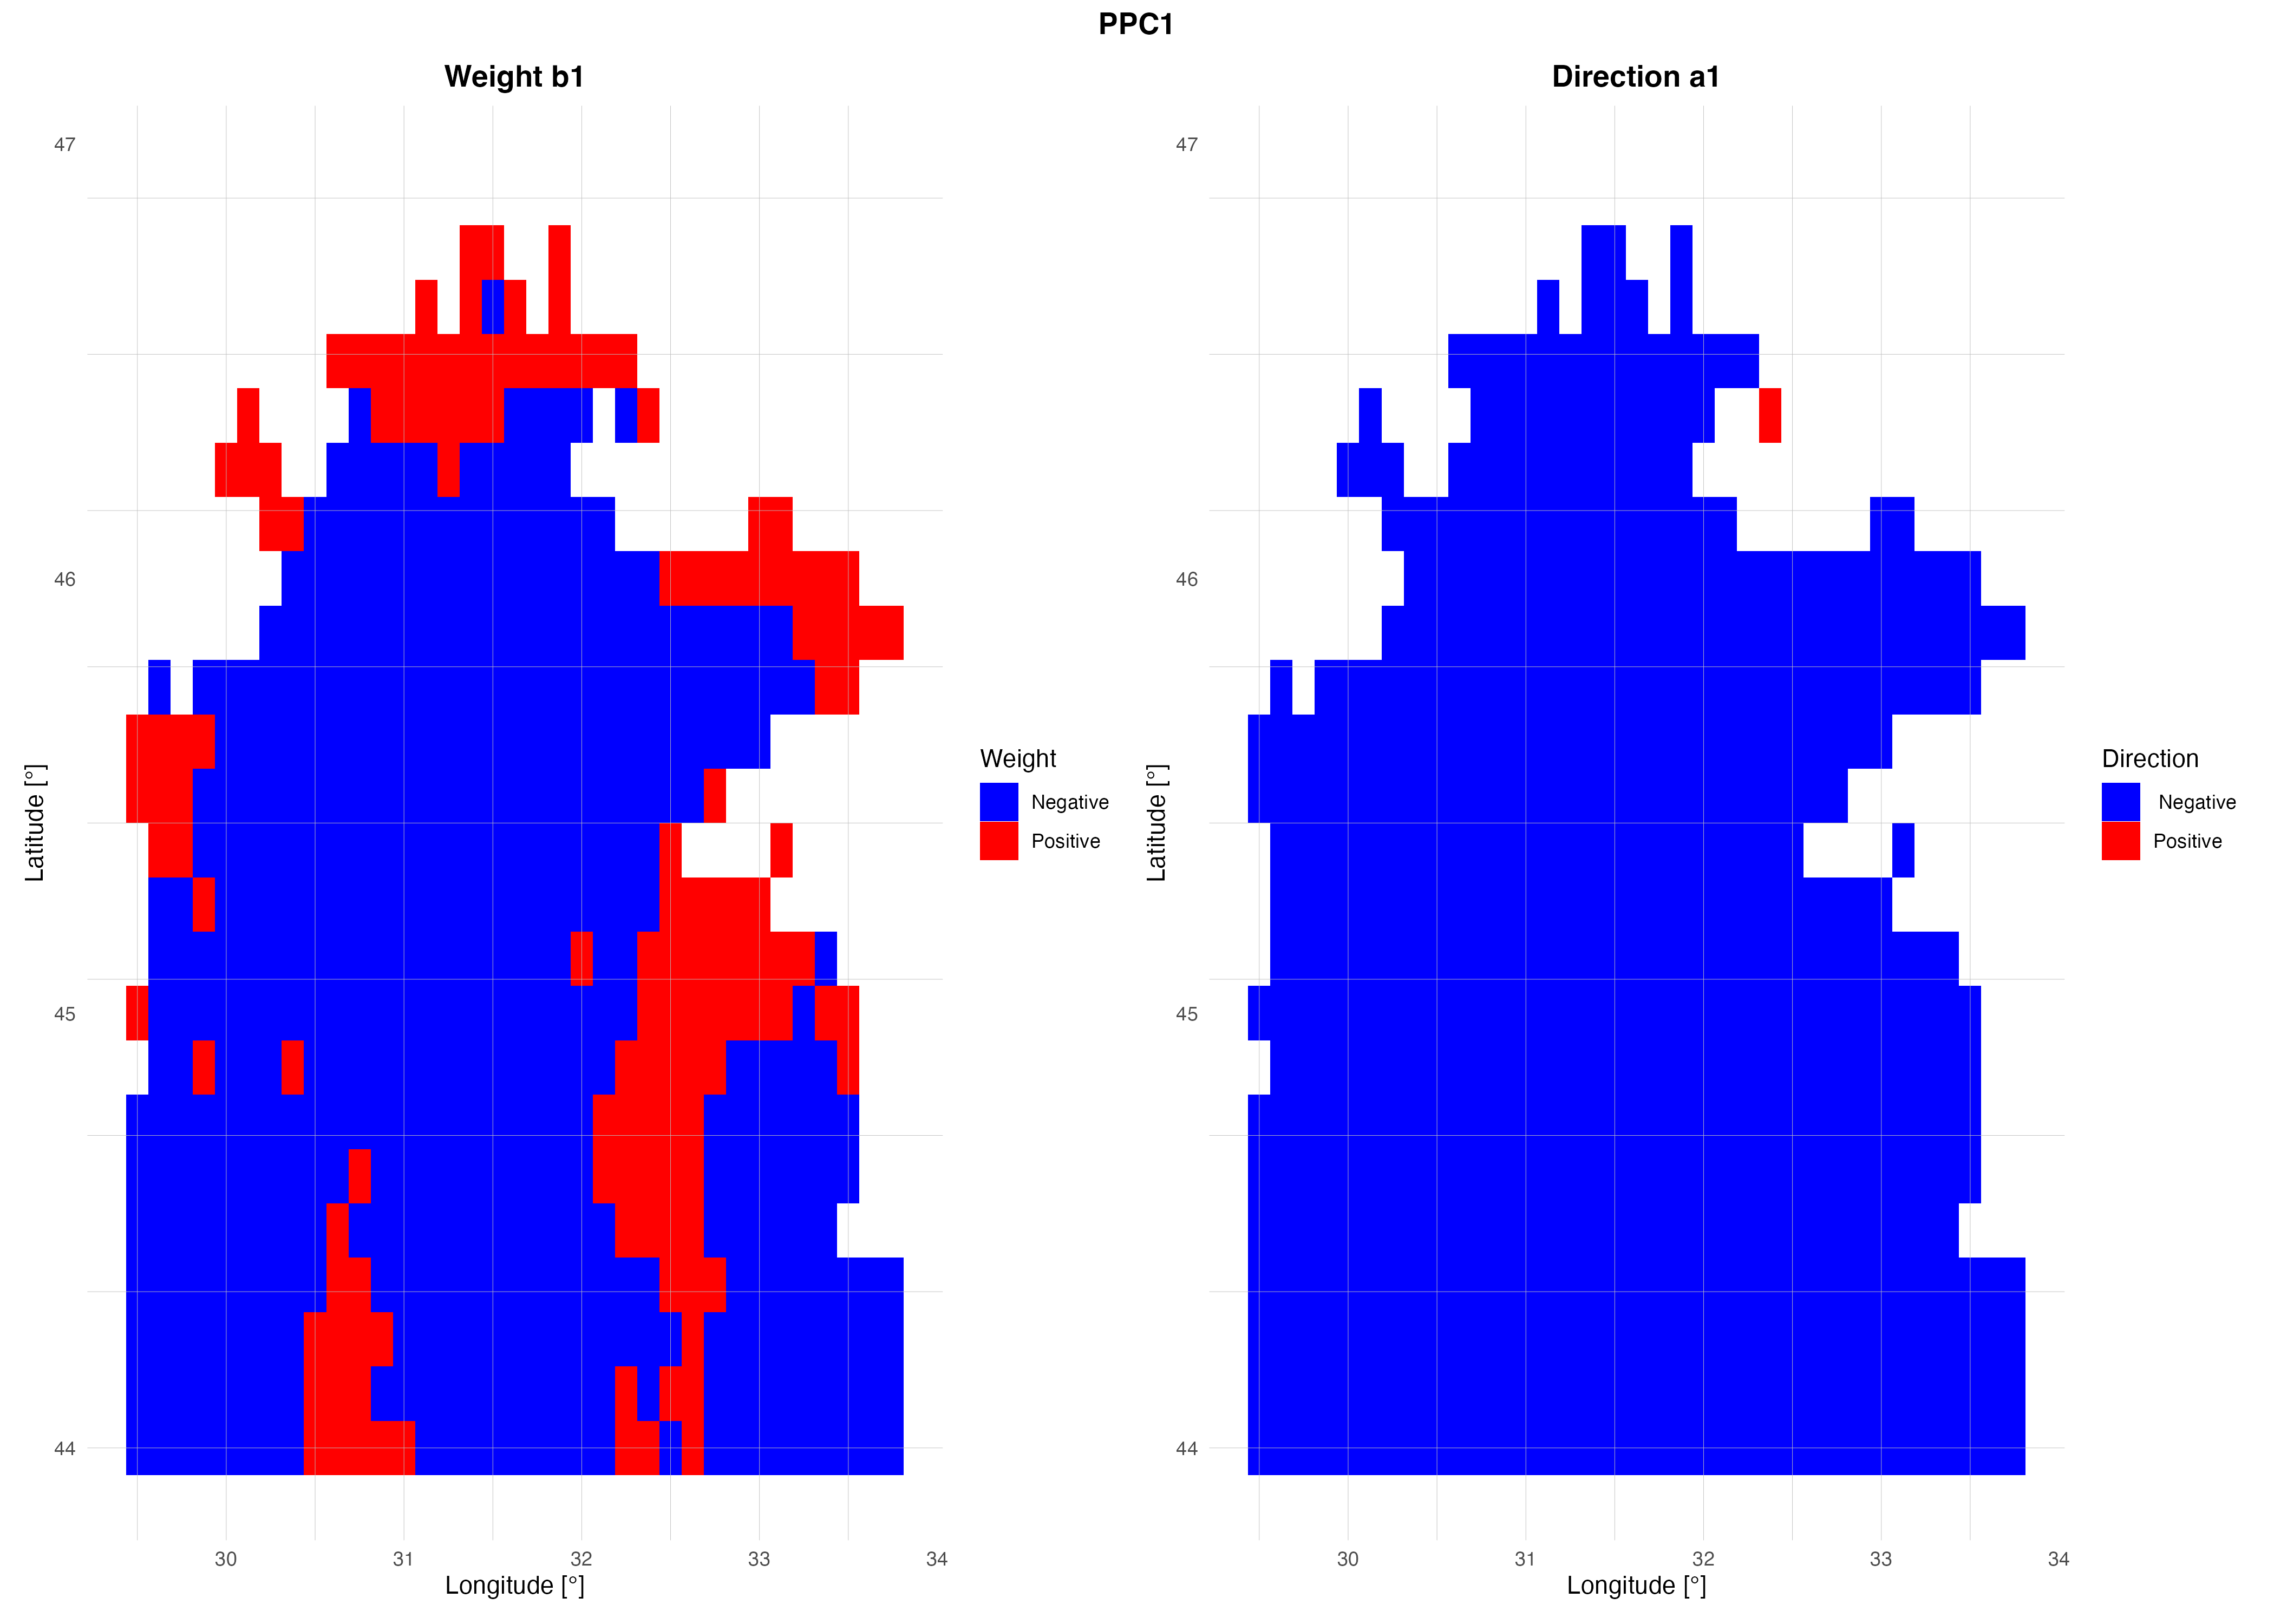 PPC1
Weight b1
47
46
45
44
Latitude [°]
30 31 32 33 34
Longitude [°]
Weight
Negative
Positive
Direction a1
47
46
45
44
Latitude [°]
30 31 32 33 34
Longitude [°]
Direction
Negative
Positive